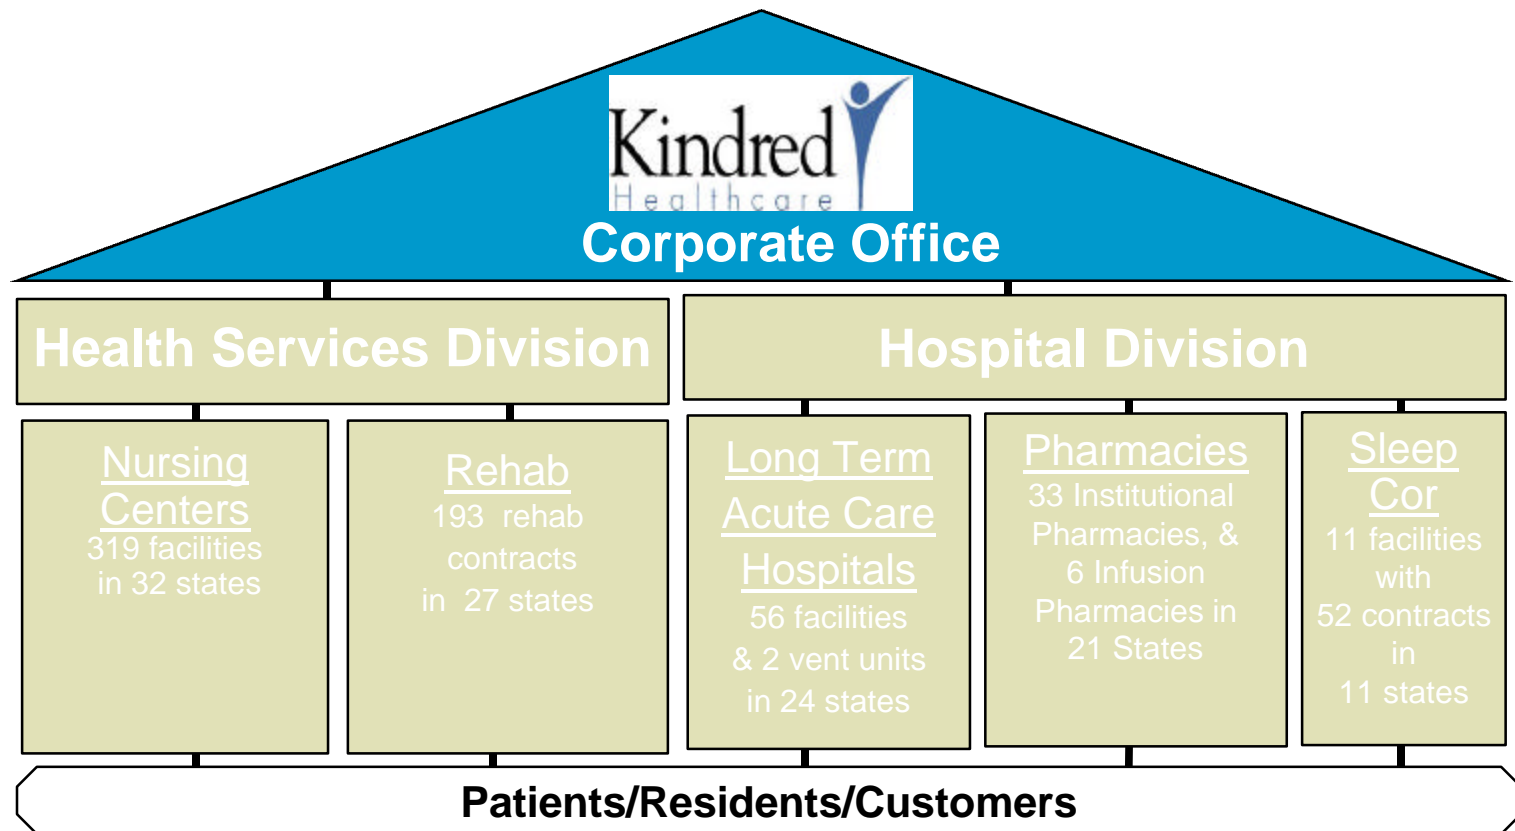 Kindred
Healthcare
Corporate Office
Health Services Division
Hospital Division
Nursing
Centers
319 facilities
in 32 states
Rehab
193 rehab
contracts
in 27 states
Long Term
Acute Care
Hospitals
56 facilities
& 2 vent units
in 24 states
Pharmacies
33 Institutional
Pharmacies, &
6 Infusion
Pharmacies in
21 States
Sleep
Cor
11 facilities
with
52 contracts
in
11 states
Patients/Residents/Customers